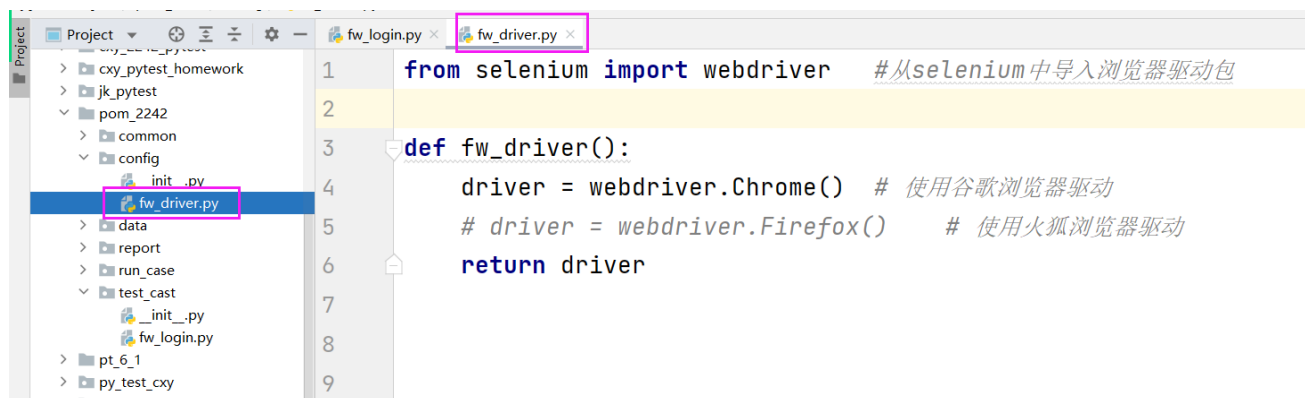 Project
Project
fw_login.py
fw_driver.py
cxy_pytest_homework
jk_pytest
pom_2242
common
config
__init__.py
fw_driver.py
data
report
run_case
test_cast
__init__.py
fw_login.py
pt_6_1
py_test_cxy
1 from selenium import webdriver #从selenium中导入浏览器驱动包
2
3 def fw_driver():
4 driver = webdriver.Chrome() # 使用谷歌浏览器驱动
5 # driver = webdriver.Firefox() # 使用火狐浏览器驱动
6 return driver
7
8
9